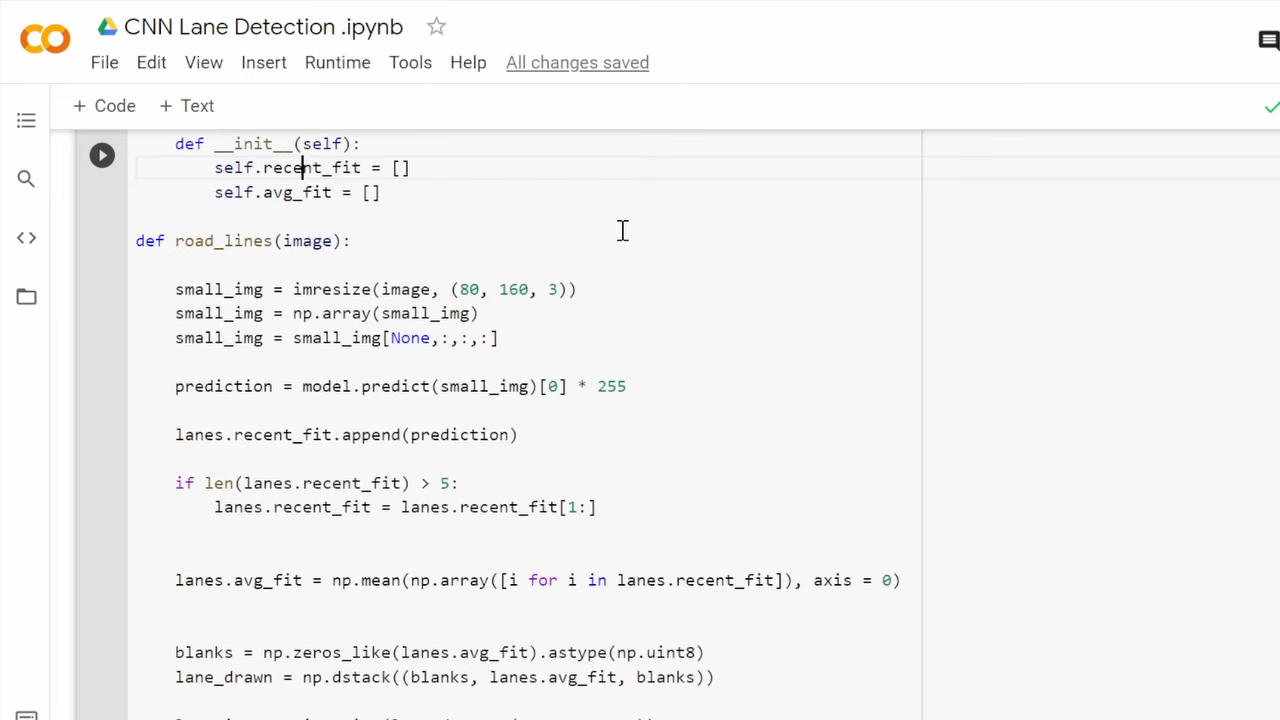 CNN Lane Detection .ipynb
File Edit View Insert Runtime Tools Help All changes saved
+ Code + Text
def __init__(self):
self.recent_fit = []
self.avg_fit = []
def road_lines(image):
small_img = imresize(image, (80, 160, 3))
small_img = np.array(small_img)
small_img = small_img[None,:,:,:]
prediction = model.predict(small_img)[0] * 255
lanes.recent_fit.append(prediction)
if len(lanes.recent_fit) > 5:
lanes.recent_fit = lanes.recent_fit[1:]
lanes.avg_fit = np.mean(np.array([i for i in lanes.recent_fit]), axis = 0)
blanks = np.zeros_like(lanes.avg_fit).astype(np.uint8)
lane_drawn = np.dstack((blanks, lanes.avg_fit, blanks))